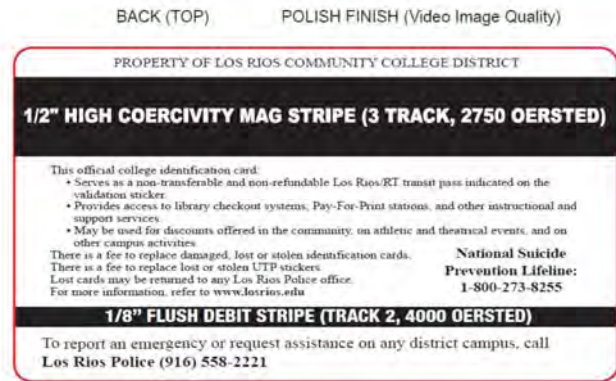 BACK (TOP) POLISH FINISH (Video Image Quality)
PROPERTY OF LOS RIOS COMMUNITY COLLEGE DISTRICT
1/2" HIGH COERCIVITY MAG STRIPE (3 TRACK, 2750 OERSTED)
This official college identification card:
• Serves as a non-transferable and non-refundable Los Rios/RT transit pass indicated on the
validation sticker.
• Provides access to library checkout systems, Pay-For-Print stations, and other instructional and
support services.
• May be used for discounts offered in the community, on athletic and theatrical events, and on
other campus activities.
There is a fee to replace damaged, lost or stolen identification cards.
There is a fee to replace lost or stolen UTP stickers.
Lost cards may be returned to any Los Rios Police office.
For more information, refer to www.losrios.edu
National Suicide
Prevention Lifeline:
1-800-273-8255
1/8” FLUSH DEBIT STRIPE (TRACK 2, 4000 OERSTED)
To report an emergency or request assistance on any district campus, call
Los Rios Police (916) 558-2221